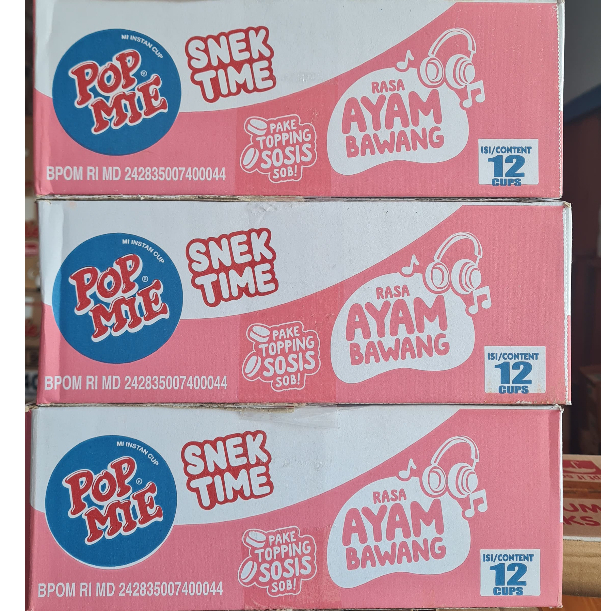 MI INSTAN CUP
POP
MIE
SNEK
TIME
PAKE
TOPPING
SOSIS
SOB!
RASA
AYAM
BAWANG
BPOM RI MD 242835007400044
ISI/CONTENT
12
CUPS
MI INSTAN CUP
POP
MIE
SNEK
TIME
PAKE
TOPPING
SOSIS
SOB!
RASA
AYAM
BAWANG
BPOM RI MD 242835007400044
ISI/CONTENT
12
CUPS
MI INSTAN CUP
POP
MIE
SNEK
TIME
PAKE
TOPPING
SOSIS
SOB!
RASA
AYAM
BAWANG
BPOM RI MD 242835007400044
ISI/CONTENT
12
CUPS